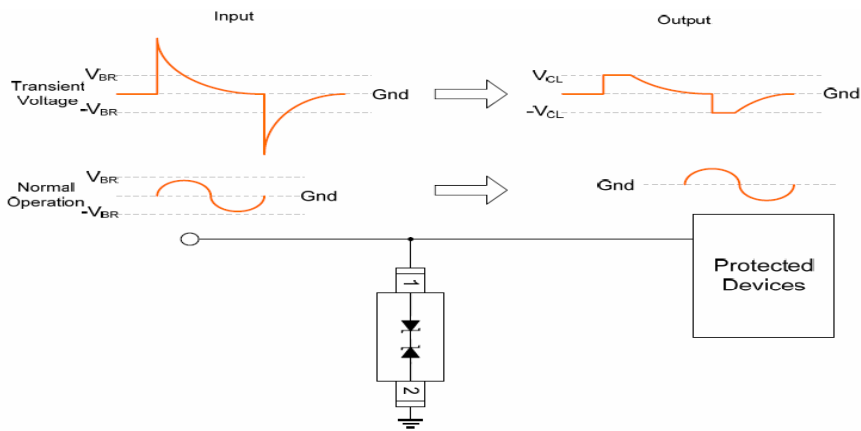 Input
Output
VBR
Transient
Voltage
-VBR
Gnd
VCL
-VCL
Gnd
VBR
Normal
Operation
-VBR
Gnd
Gnd
1
2
Protected
Devices